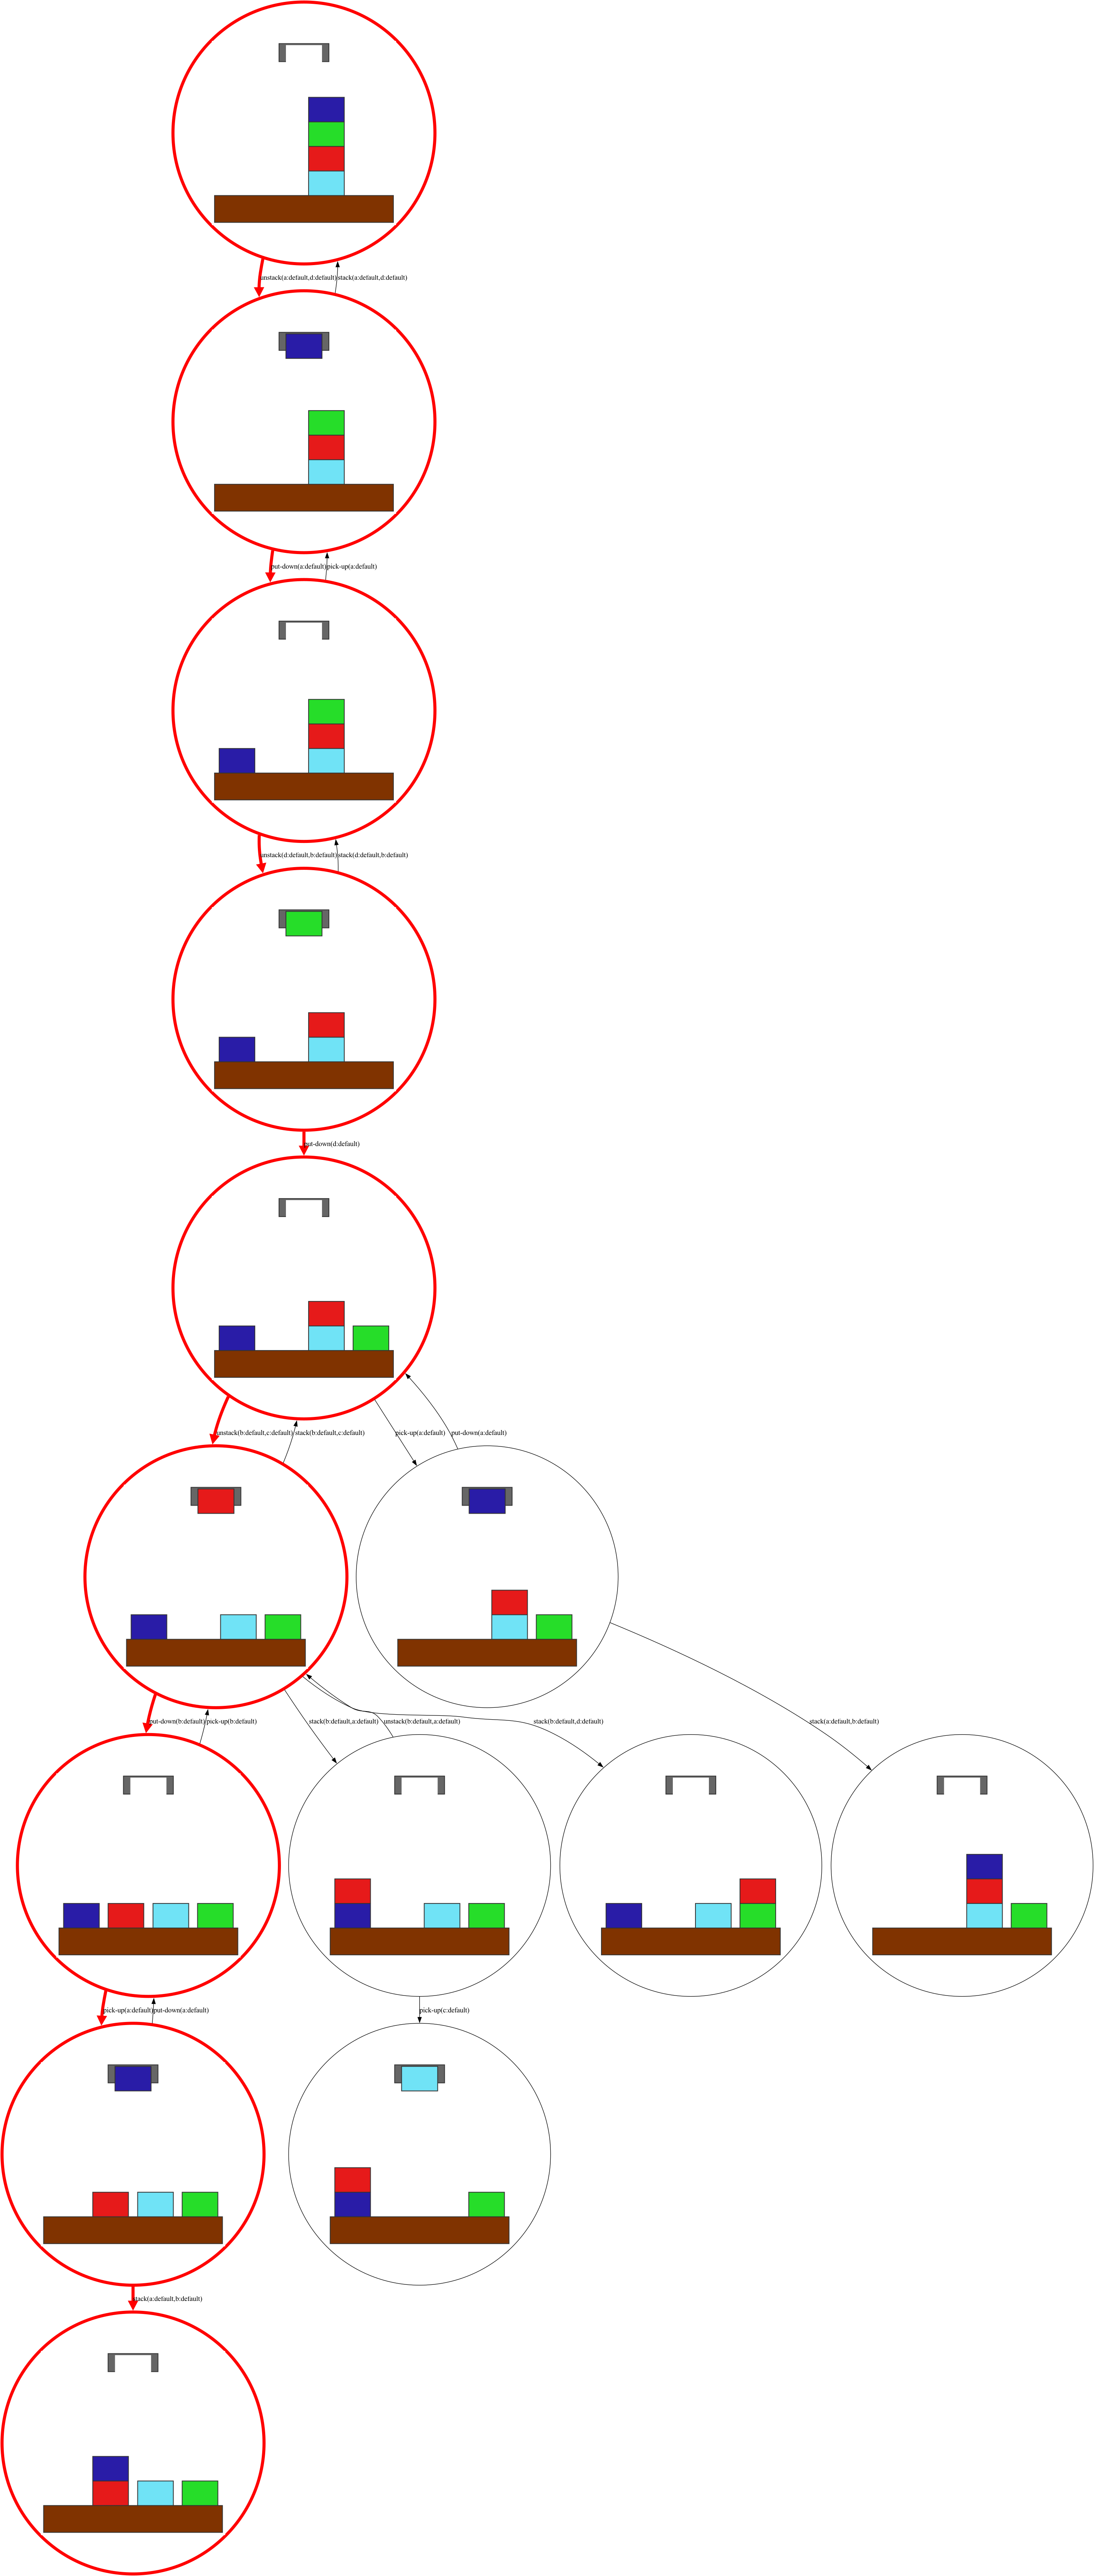 unstack(a:default,d:default)
stack(a:default,d:default)
put-down(a:default)
pick-up(a:default)
unstack(d:default,b:default)
stack(d:default,b:default)
put-down(d:default)
unstack(b:default,c:default)
stack(b:default,c:default)
pick-up(a:default)
put-down(a:default)
put-down(b:default)
pick-up(b:default)
stack(b:default,a:default)
unstack(b:default,a:default)
stack(b:default,d:default)
stack(a:default,b:default)
pick-up(a:default)
put-down(a:default)
pick-up(c:default)
stack(a:default,b:default)